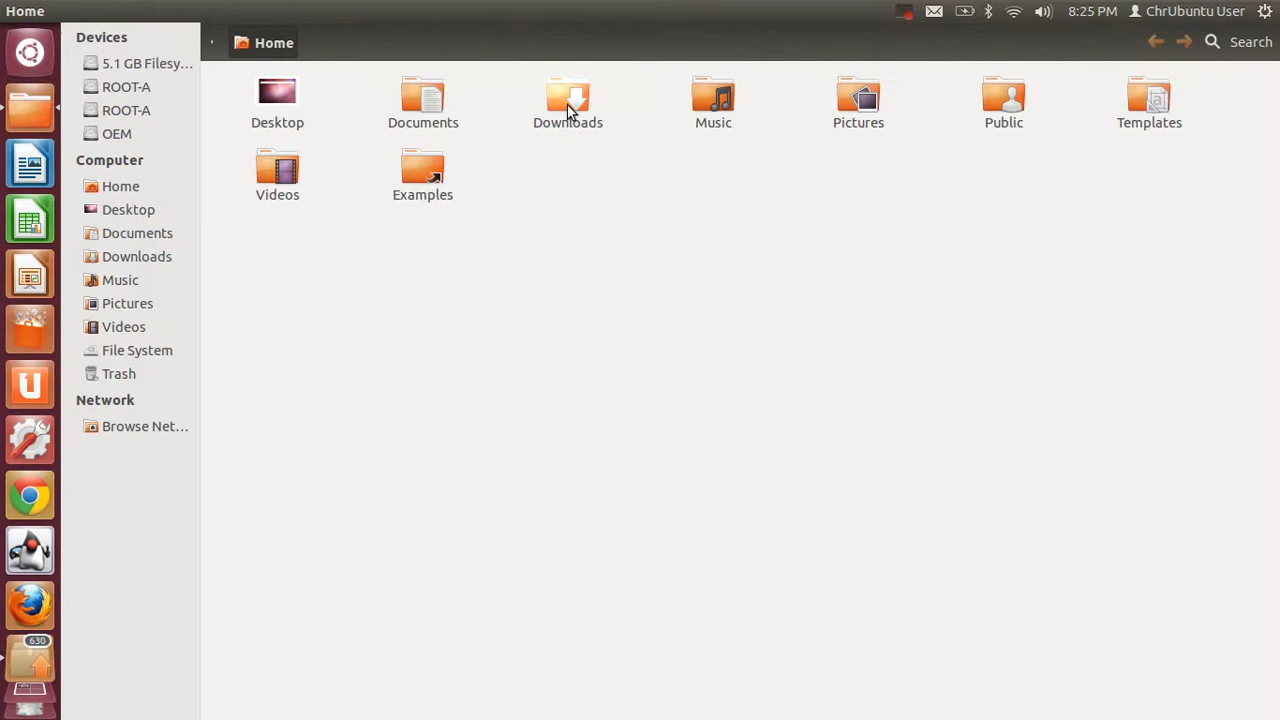 Home
8:25 PM
ChrUbuntu User
Devices
5.1 GB Filesy...
ROOT-A
ROOT-A
OEM
Computer
Home
Desktop
Documents
Downloads
Music
Pictures
Videos
File System
Trash
Network
Browse Net...
Home
Search
Desktop
Documents
Downloads
Music
Pictures
Public
Templates
Videos
Examples
630